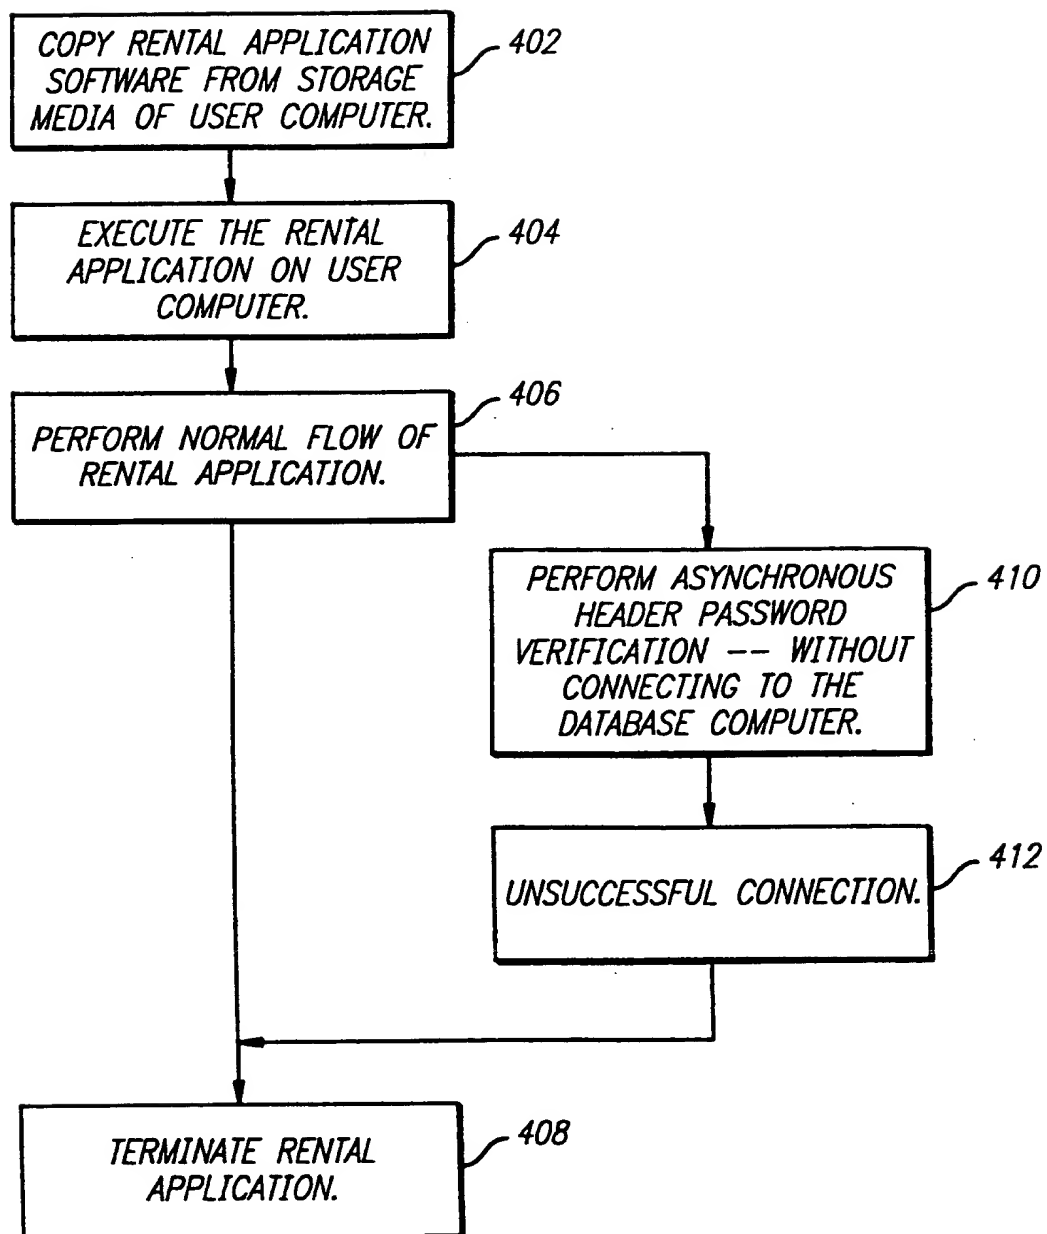 COPY RENTAL APPLICATION
SOFTWARE FROM STORAGE
MEDIA OF USER COMPUTER.
402
EXECUTE THE RENTAL
APPLICATION ON USER
COMPUTER.
404
PERFORM NORMAL FLOW OF
RENTAL APPLICATION.
406
PERFORM ASYNCHRONOUS
HEADER PASSWORD
VERIFICATION -- WITHOUT
CONNECTING TO THE
DATABASE COMPUTER.
410
UNSUCCESSFUL CONNECTION.
412
TERMINATE RENTAL
APPLICATION.
408